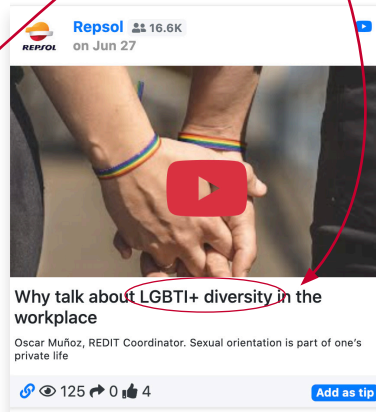 Repsol 16.6K
REPSOL
on Jun 27
Why talk about LGBTI+ diversity in the
workplace
Oscar Muñoz, REDIT Coordinator. Sexual orientation is part of one's
private life
125 0 4
Add as tip